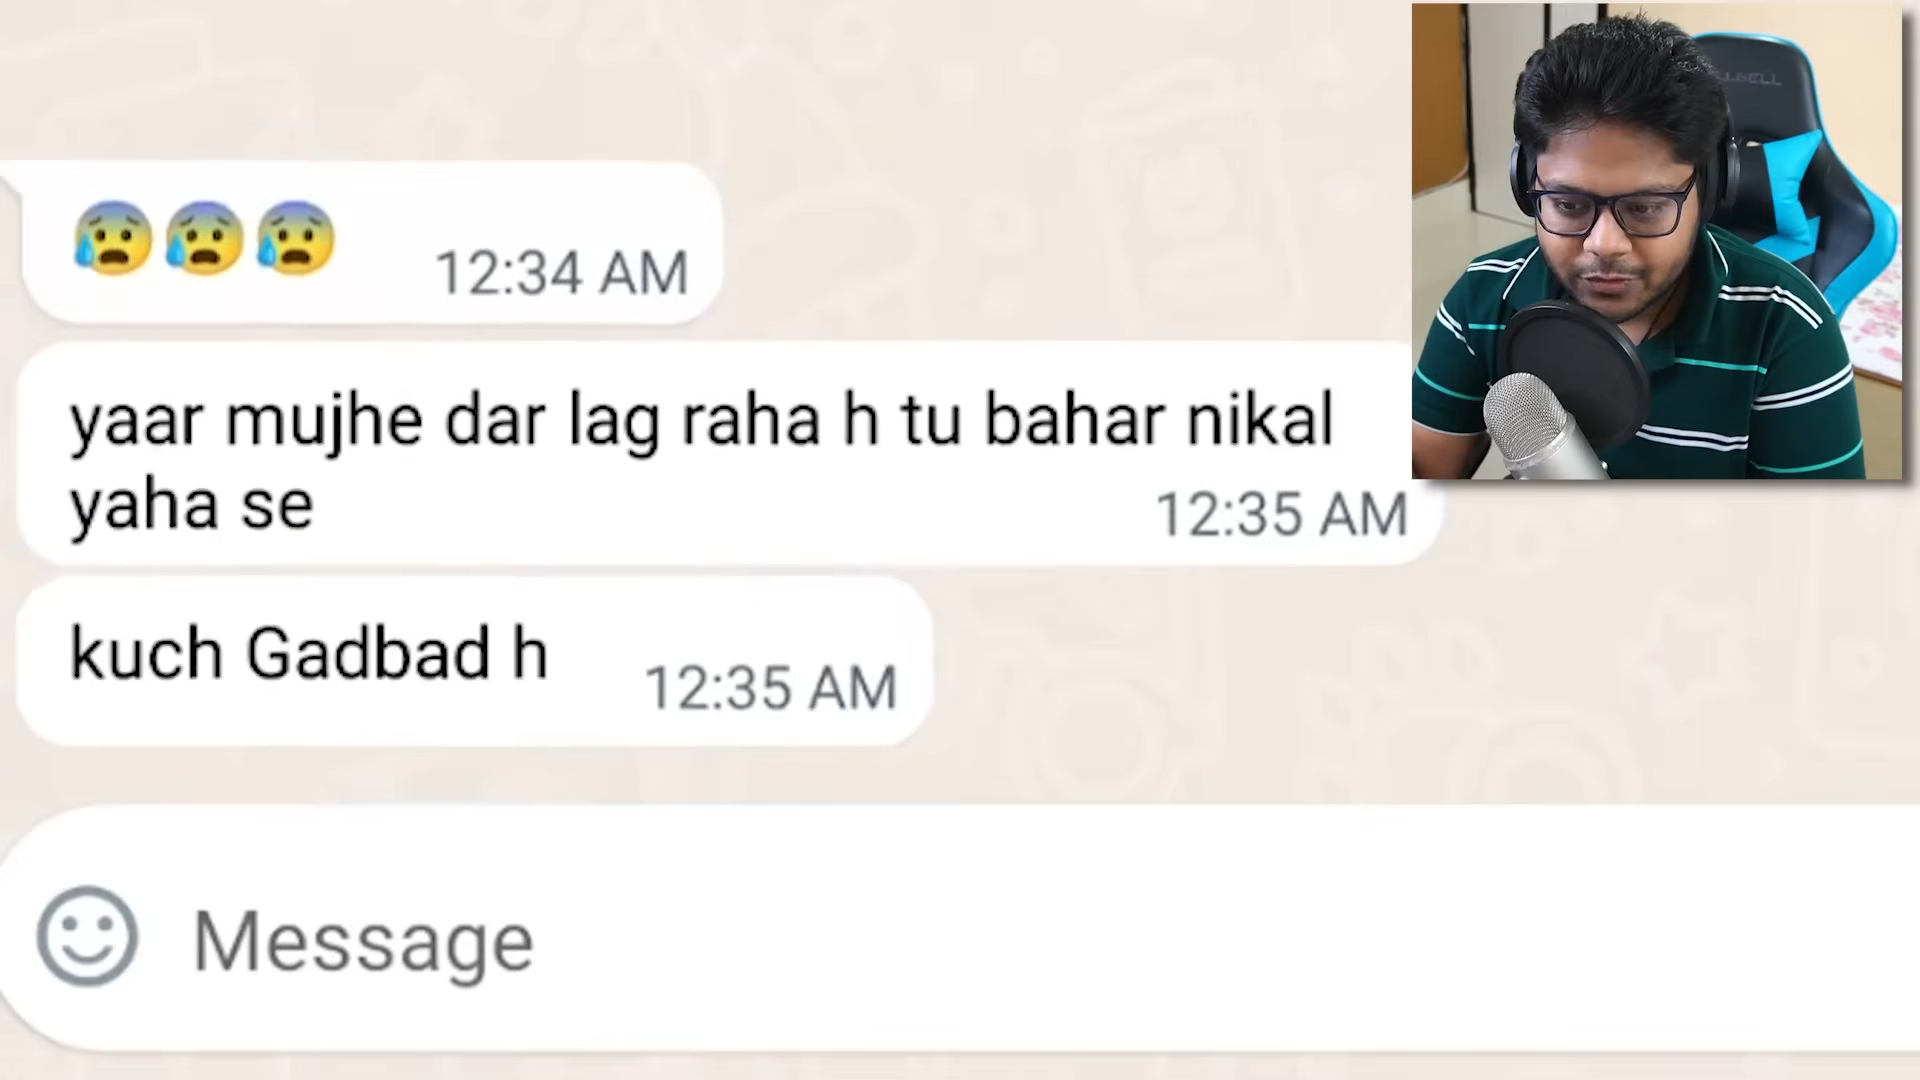 😰😰😰 12:34 AM
yaar mujhe dar lag raha h tu bahar nikal
yaha se 12:35 AM
kuch Gadbad h 12:35 AM
Message